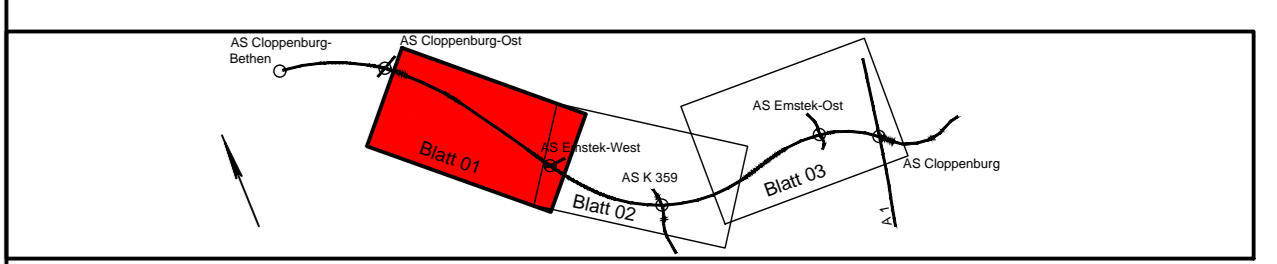 AS Cloppenburg-
Bethen
AS Cloppenburg-Ost
Blatt 01
AS Emstek-West
Blatt 02
AS K 359
AS Emstek-Ost
Blatt 03
A 1
AS Cloppenburg